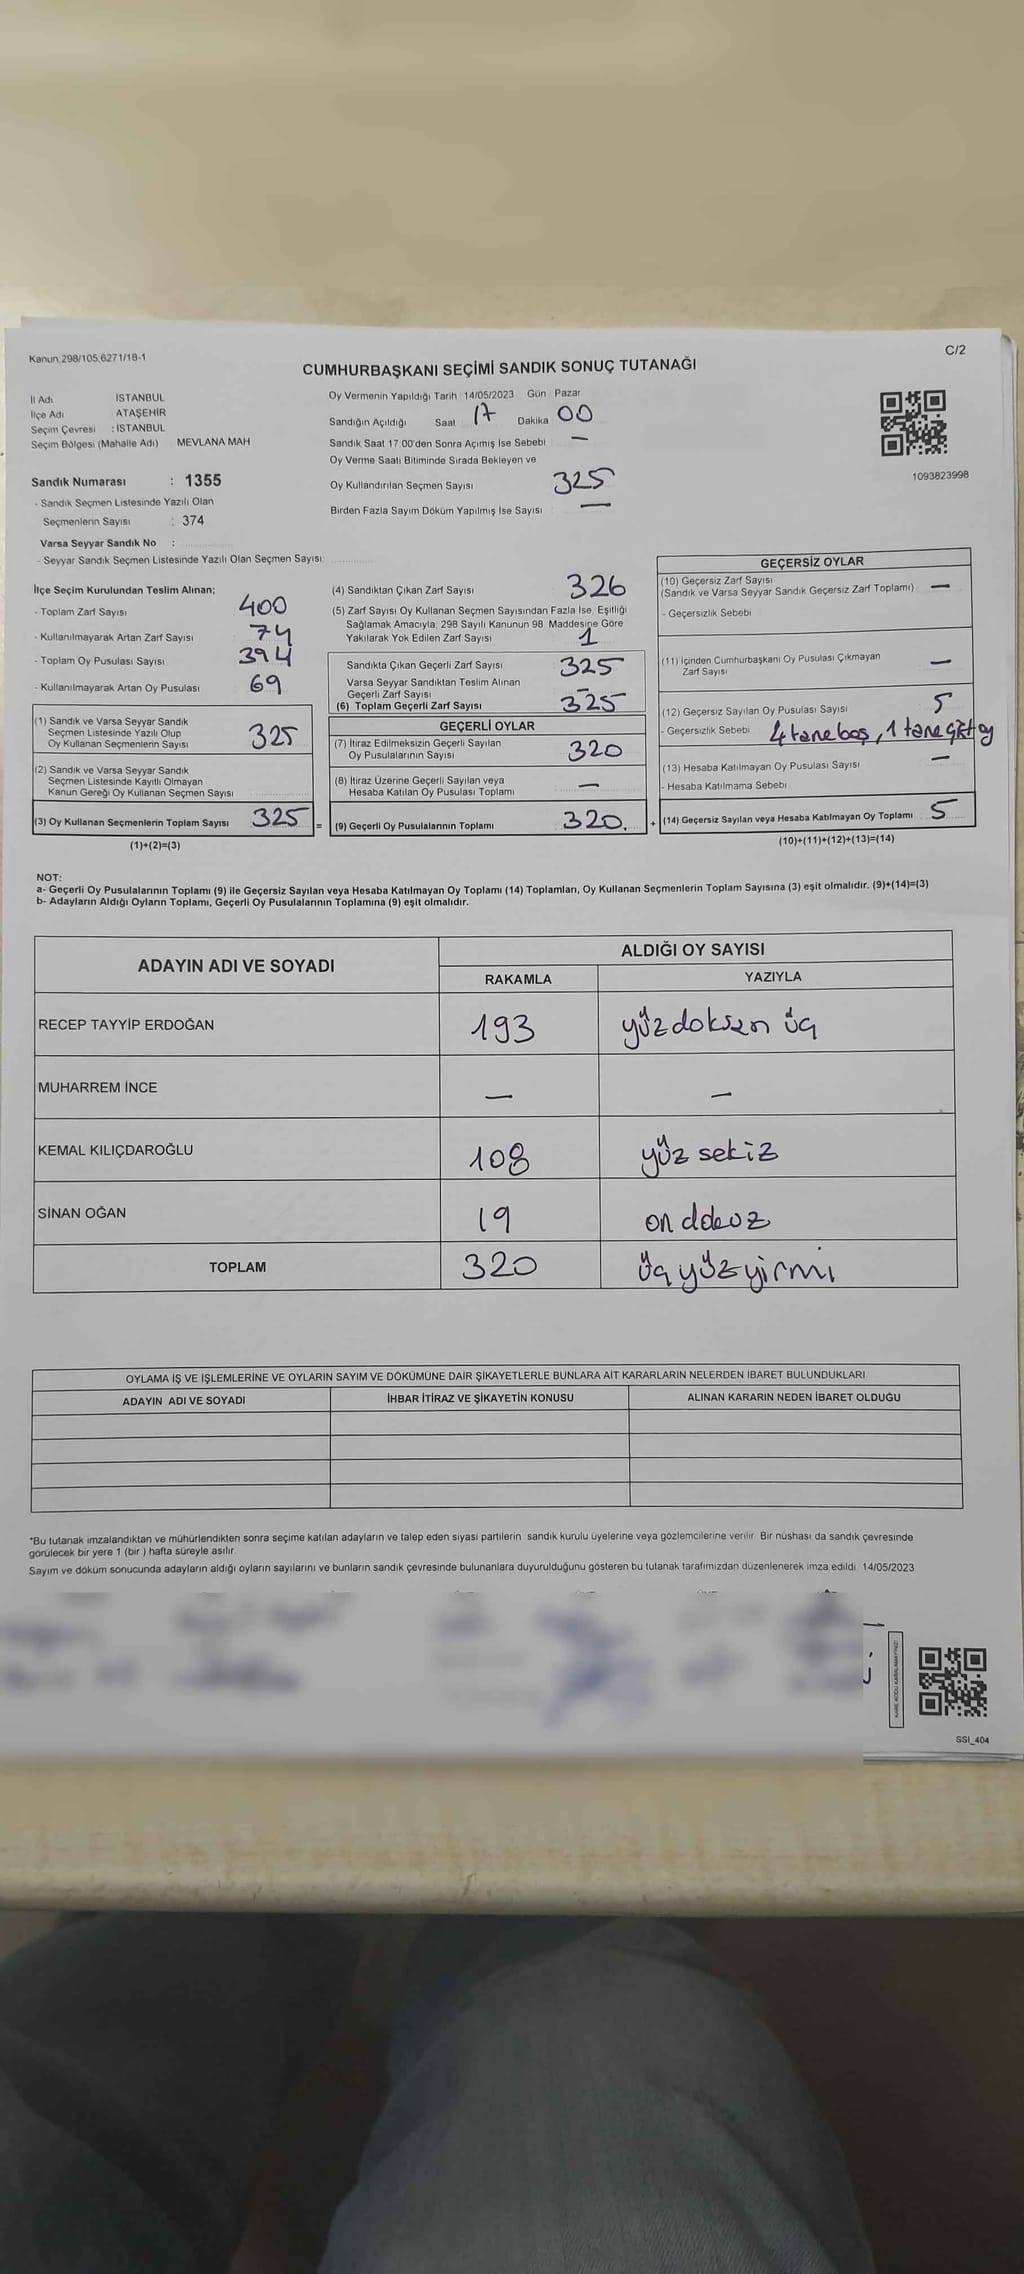 Kanun 298/105;6271/18-1
C/2
CUMHURBAŞKANI SEÇİMİ SANDIK SONUÇ TUTANAĞI
İl Adı İSTANBUL
İlçe Adı ATAŞEHİR
Seçim Çevresi : İSTANBUL
Seçim Bölgesi (Mahalle Adı) MEVLANA MAH
Sandık Numarası : 1355
- Sandık Seçmen Listesinde Yazılı Olan
Seçmenlerin Sayısı : 374
Varsa Seyyar Sandık No :
- Seyyar Sandık Seçmen Listesinde Yazılı Olan Seçmen Sayısı:
Oy Vermenin Yapıldığı Tarih 14/05/2023 Gün Pazar
Sandığın Açıldığı Saat 17 Dakika 00
Sandık Saat 17.00'den Sonra Açımış İse Sebebi —
Oy Verme Saati Bitiminde Sırada Bekleyen ve
Oy Kullandırılan Seçmen Sayısı 325
Birden Fazla Sayım Döküm Yapılmış İse Sayısı —
1093823998
İlçe Seçim Kurulundan Teslim Alınan;
- Toplam Zarf Sayısı 400
- Kullanılmayarak Artan Zarf Sayısı 74
- Toplam Oy Pusulası Sayısı 394
- Kullanılmayarak Artan Oy Pusulası 69
(1) Sandık ve Varsa Seyyar Sandık
Seçmen Listesinde Yazılı Olup
Oy Kullanan Seçmenlerin Sayısı 325
(2) Sandık ve Varsa Seyyar Sandık
Seçmen Listesinde Kayıtlı Olmayan
Kanun Gereği Oy Kullanan Seçmen Sayısı
(3) Oy Kullanan Seçmenlerin Toplam Sayısı 325 =
(1)+(2)=(3)
(4) Sandıktan Çıkan Zarf Sayısı 326
(5) Zarf Sayısı Oy Kullanan Seçmen Sayısından Fazla İse, Eşitliği
Sağlamak Amacıyla, 298 Sayılı Kanunun 98. Maddesine Göre
Yakılarak Yok Edilen Zarf Sayısı 1
Sandıkta Çıkan Geçerli Zarf Sayısı 325
Varsa Seyyar Sandıktan Teslim Alınan
Geçerli Zarf Sayısı —
(6) Toplam Geçerli Zarf Sayısı 325
GEÇERLİ OYLAR
(7) İtiraz Edilmeksizin Geçerli Sayılan
Oy Pusulalarının Sayısı 320
(8) İtiraz Üzerine Geçerli Sayılan veya
Hesaba Katılan Oy Pusulası Toplamı —
(9) Geçerli Oy Pusulalarının Toplamı 320. +
GEÇERSİZ OYLAR
(10) Geçersiz Zarf Sayısı
(Sandık ve Varsa Seyyar Sandık Geçersiz Zarf Toplamı) : —
- Geçersizlik Sebebi
(11) İçinden Cumhurbaşkanı Oy Pusulası Çıkmayan
Zarf Sayısı —
(12) Geçersiz Sayılan Oy Pusulası Sayısı 5
- Geçersizlik Sebebi 4 tane boş, 1 tane çift oy
(13) Hesaba Katılmayan Oy Pusulası Sayısı —
- Hesaba Katılmama Sebebi
(14) Geçersiz Sayılan veya Hesaba Katılmayan Oy Toplamı 5
(10)+(11)+(12)+(13)=(14)
NOT:
a- Geçerli Oy Pusulalarının Toplamı (9) ile Geçersiz Sayılan veya Hesaba Katılmayan Oy Toplamı (14) Toplamları, Oy Kullanan Seçmenlerin Toplam Sayısına (3) eşit olmalıdır. (9)+(14)=(3)
b- Adayların Aldığı Oyların Toplamı, Geçerli Oy Pusulalarının Toplamına (9) eşit olmalıdır.
ADAYIN ADI VE SOYADI ALDIĞI OY SAYISI
RAKAMLA YAZIYLA
RECEP TAYYİP ERDOĞAN 193 yüzdoksan üç
MUHARREM İNCE — —
KEMAL KILIÇDAROĞLU 108 yüz sekiz
SİNAN OĞAN 19 on dokuz
TOPLAM 320 üç yüz yirmi
OYLAMA İŞ VE İŞLEMLERİNE VE OYLARIN SAYIM VE DÖKÜMÜNE DAİR ŞİKAYETLERLE BUNLARA AİT KARARLARIN NELERDEN İBARET BULUNDUKLARI
ADAYIN ADI VE SOYADI İHBAR İTİRAZ VE ŞİKAYETİN KONUSU ALINAN KARARIN NEDEN İBARET OLDUĞU
*Bu tutanak imzalandıktan ve mühürlendikten sonra seçime katılan adayların ve talep eden siyasi partilerin sandık kurulu üyelerine veya gözlemcilerine verilir. Bir nüshası da sandık çevresinde
görülecek bir yere 1 (bir ) hafta süreyle asılır.
Sayım ve döküm sonucunda adayların aldığı oyların sayılarını ve bunların sandık çevresinde bulunanlara duyurulduğunu gösteren bu tutanak tarafımızdan düzenlenerek imza edildi. 14/05/2023
SSI_404